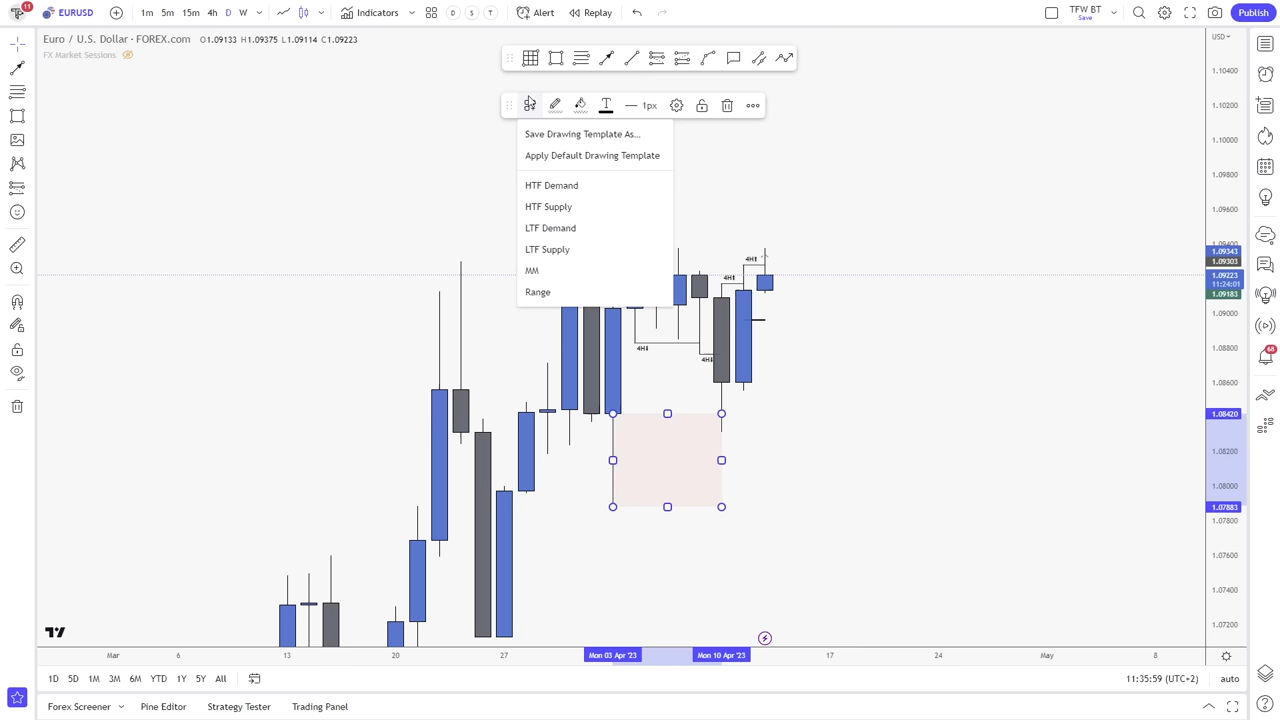 11
EURUSD
1m 5m 15m 4h D W
Indicators
D S T
Alert
Replay
TFW BT
Save
Publish
Euro / U.S. Dollar · FOREX.com O1.09133 H1.09375 L1.09114 C1.09223
FX Market Sessions
USD
1px
Save Drawing Template As...
Apply Default Drawing Template
HTF Demand
HTF Supply
LTF Demand
LTF Supply
MM
Range
4H
4H
4H
4H
1.10400
1.10200
1.10000
1.09800
1.09600
1.09400
1.09343
1.09303
1.09223
11:24:01
1.09183
1.09000
1.08800
1.08600
1.08420
1.08200
1.08000
1.07883
1.07800
1.07600
1.07400
1.07200
68
Mar 6 13 20 27 Mon 03 Apr '23 Mon 10 Apr '23 17 24 May 8
1D 5D 1M 3M 6M YTD 1Y 5Y All
11:35:59 (UTC+2) auto
Forex Screener Pine Editor Strategy Tester Trading Panel